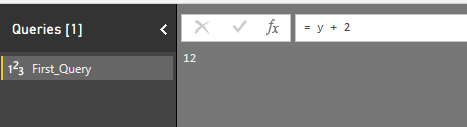 Queries [1]
<
fx
= y + 2
12
1²3 First_Query